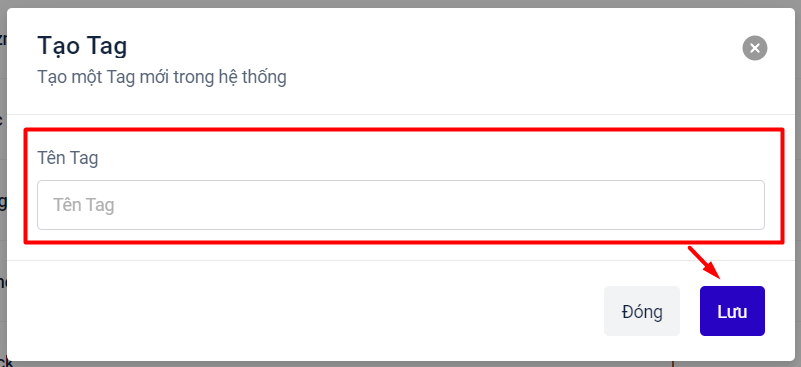 Tạo Tag
Tạo một Tag mới trong hệ thống
Tên Tag
Tên Tag
Đóng
Lưu